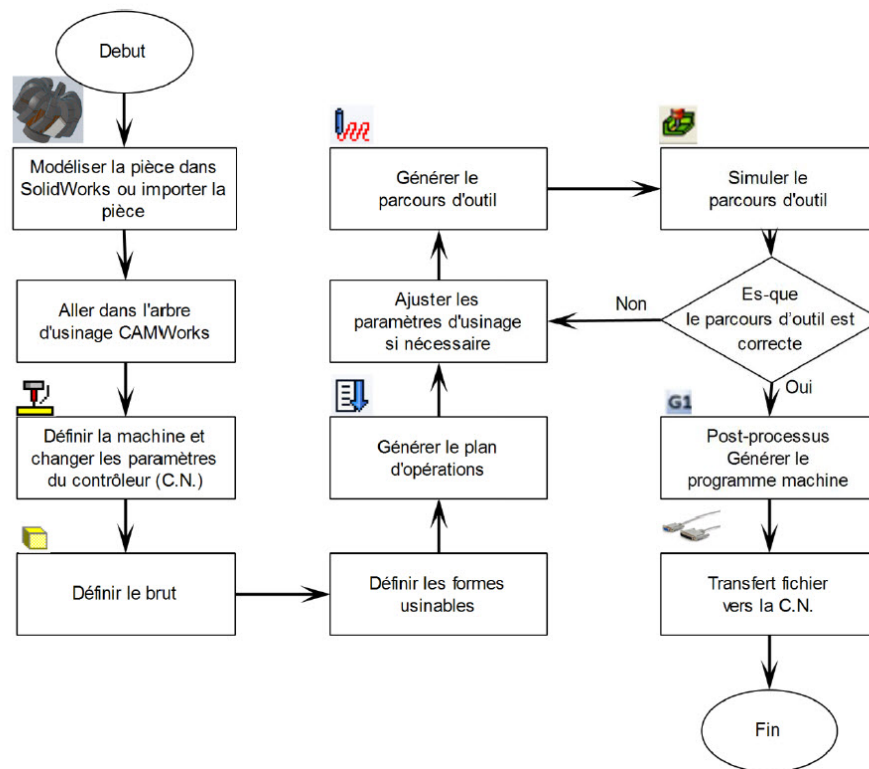 Debut
Modéliser la pièce dans
SolidWorks ou importer la
pièce
Aller dans l'arbre
d'usinage CAMWorks
Définir la machine et
changer les paramètres
du contrôleur (C.N.)
Définir le brut
Définir les formes
usinables
Générer le plan
d'opérations
Ajuster les
paramètres d'usinage
si nécessaire
Générer le
parcours d'outil
Simuler le
parcours d'outil
Es-que
le parcours d'outil est
correcte
Non
Oui
G1
Post-processus
Générer le
programme machine
Transfert fichier
vers la C.N.
Fin